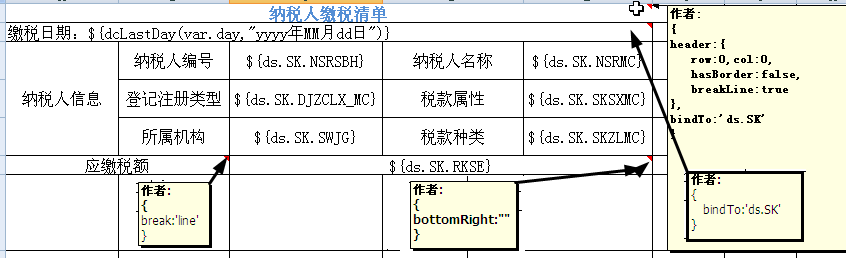 纳税人缴税清单
缴税日期: ${dcLastDay(var.day,"yyyy年MM月dd日")}
纳税人信息 纳税人编号 ${ds.SK.NSRSBH} 纳税人名称 ${ds.SK.NSRMC}
登记注册类型 ${ds.SK.DJZCLX_MC} 税款属性 ${ds.SK.SKSXMC}
所属机构 ${ds.SK.SWJG} 税款种类 ${ds.SK.SKZLMC}
应缴税额 ${ds.SK.RKSE}
作者:
{
break:'line'
}
作者:
{
bottomRight:""
}
作者:
{
header:{
row:0,col:0,
hasBorder:false,
breakLine:true
},
bindTo:'ds.SK'
作者:
{
bindTo:'ds.SK'
}